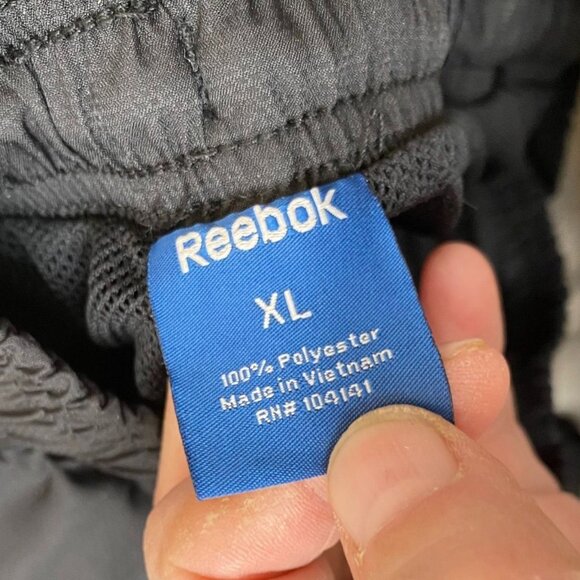 Reebok
XL
100% Polyester
Made in Vietnam
RN# 104141